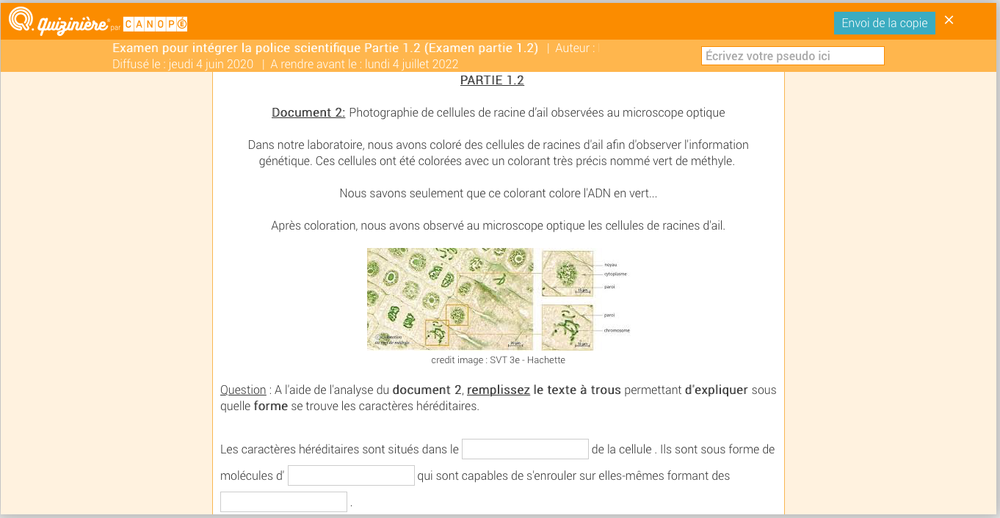 Quizinière par CANOPÉ
Envoi de la copie
×
Examen pour intégrer la police scientifique Partie 1.2 (Examen partie 1.2) | Auteur :
Écrivez votre pseudo ici
Diffusé le : jeudi 4 juin 2020 | A rendre avant le : lundi 4 juillet 2022
PARTIE 1.2
Document 2: Photographie de cellules de racine d’ail observées au microscope optique
Dans notre laboratoire, nous avons coloré des cellules de racines d'ail afin d'observer l'information
génétique. Ces cellules ont été colorées avec un colorant très précis nommé vert de méthyle.
Nous savons seulement que ce colorant colore l'ADN en vert...
Après coloration, nous avons observé au microscope optique les cellules de racines d'ail.
noyau
cytoplasme
paroi
paroi
chromosome
au vert de méthyle.
20 µm
credit image : SVT 3e - Hachette
Question : A l'aide de l'analyse du document 2, remplissez le texte à trous permettant d'expliquer sous
quelle forme se trouve les caractères héréditaires.
Les caractères héréditaires sont situés dans le de la cellule . Ils sont sous forme de
molécules d' qui sont capables de s'enrouler sur elles-mêmes formant des
.